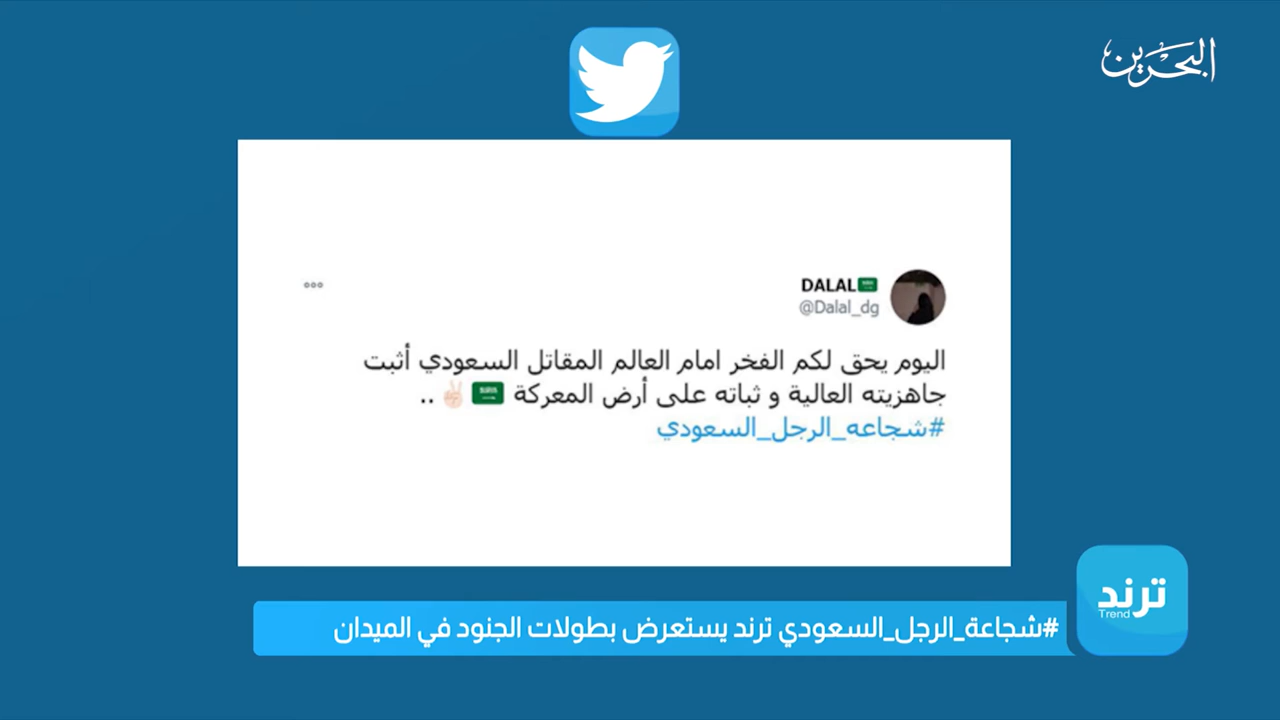 البحرين
DALAL
@Dalal_dg
اليوم يحق لكم الفخر امام العالم المقاتل السعودي أثبت
جاهزيته العالية و ثباته على أرض المعركة 🇸🇦✌🏻 ..
#شجاعه_الرجل_السعودي
ترند
Trend
#شجاعة_الرجل_السعودي ترند يستعرض بطولات الجنود في الميدان